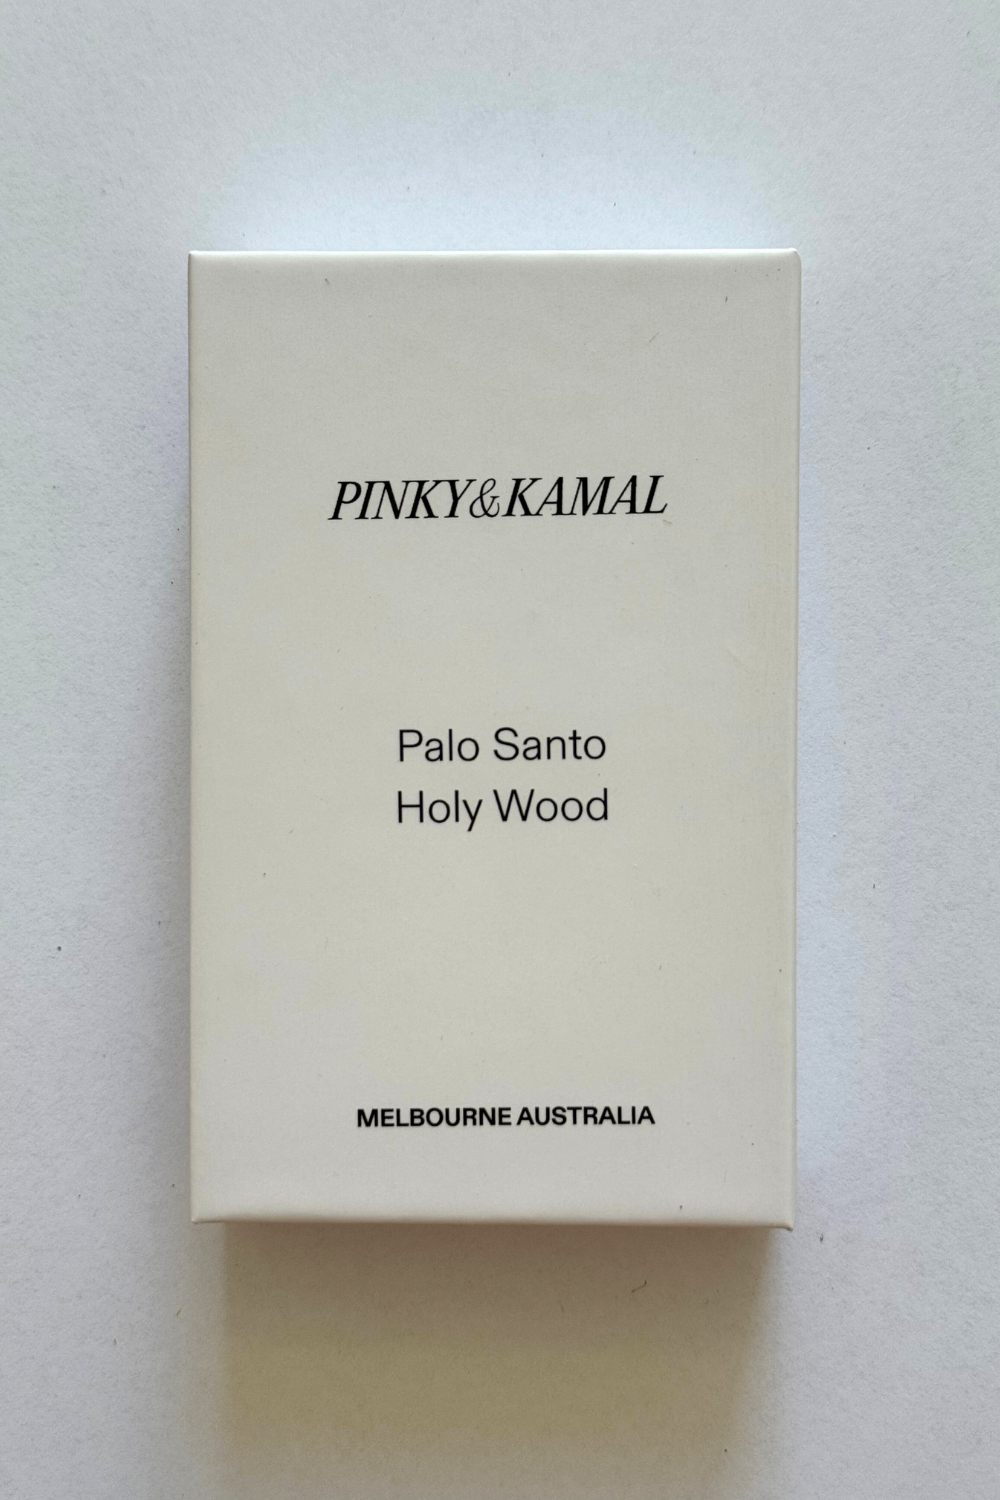 PINKY&KAMAL
Palo Santo
Holy Wood
MELBOURNE AUSTRALIA